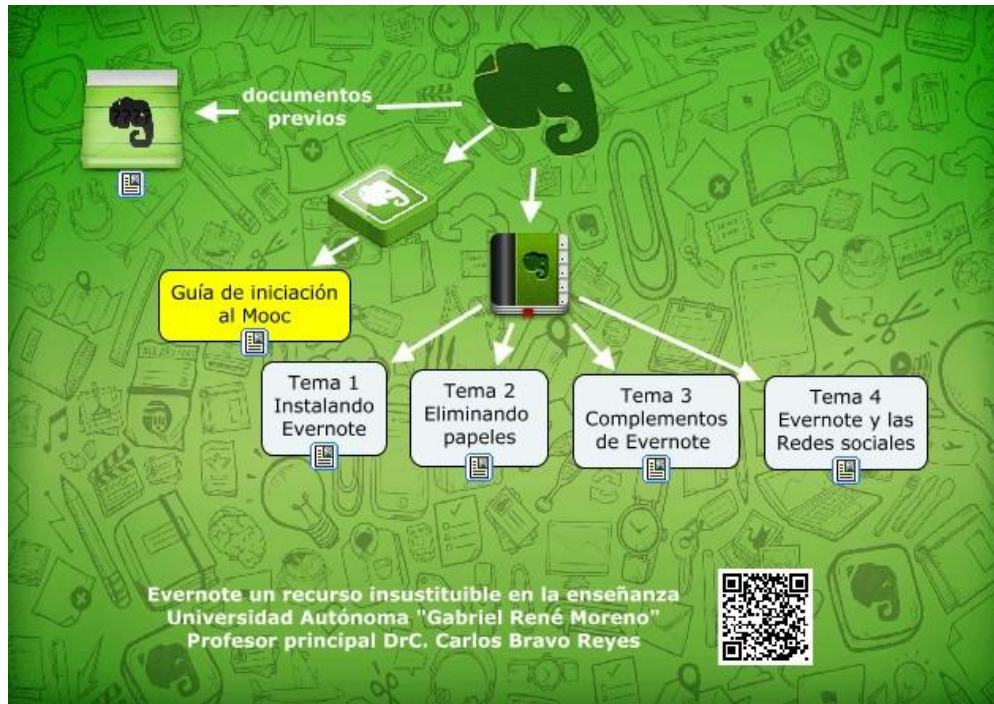 documentos
previos
Guía de iniciación
al Mooc
Tema 1
Instalando
Evernote
Tema 2
Eliminando
papeles
Tema 3
Complementos
de Evernote
Tema 4
Evernote y las
Redes sociales
Evernote un recurso insustituible en la enseñanza
Universidad Autónoma "Gabriel René Moreno"
Profesor principal DrC. Carlos Bravo Reyes